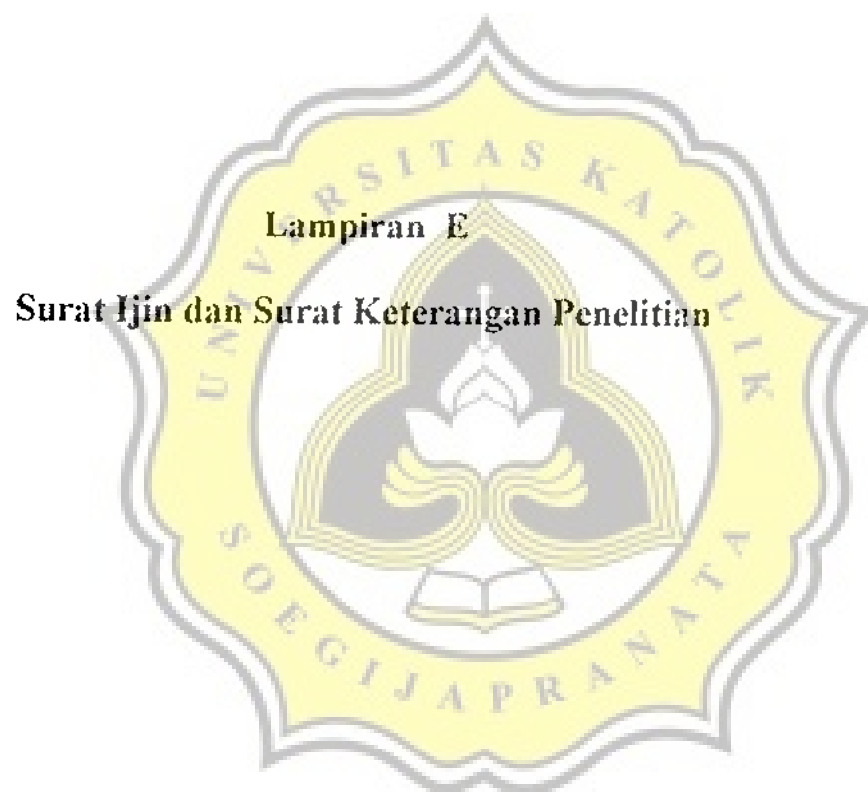 Lampiran E
Surat Ijin dan Surat Keterangan Penelitian
UNIVERSITAS KATOLIK
SOEGIJAPRANATA